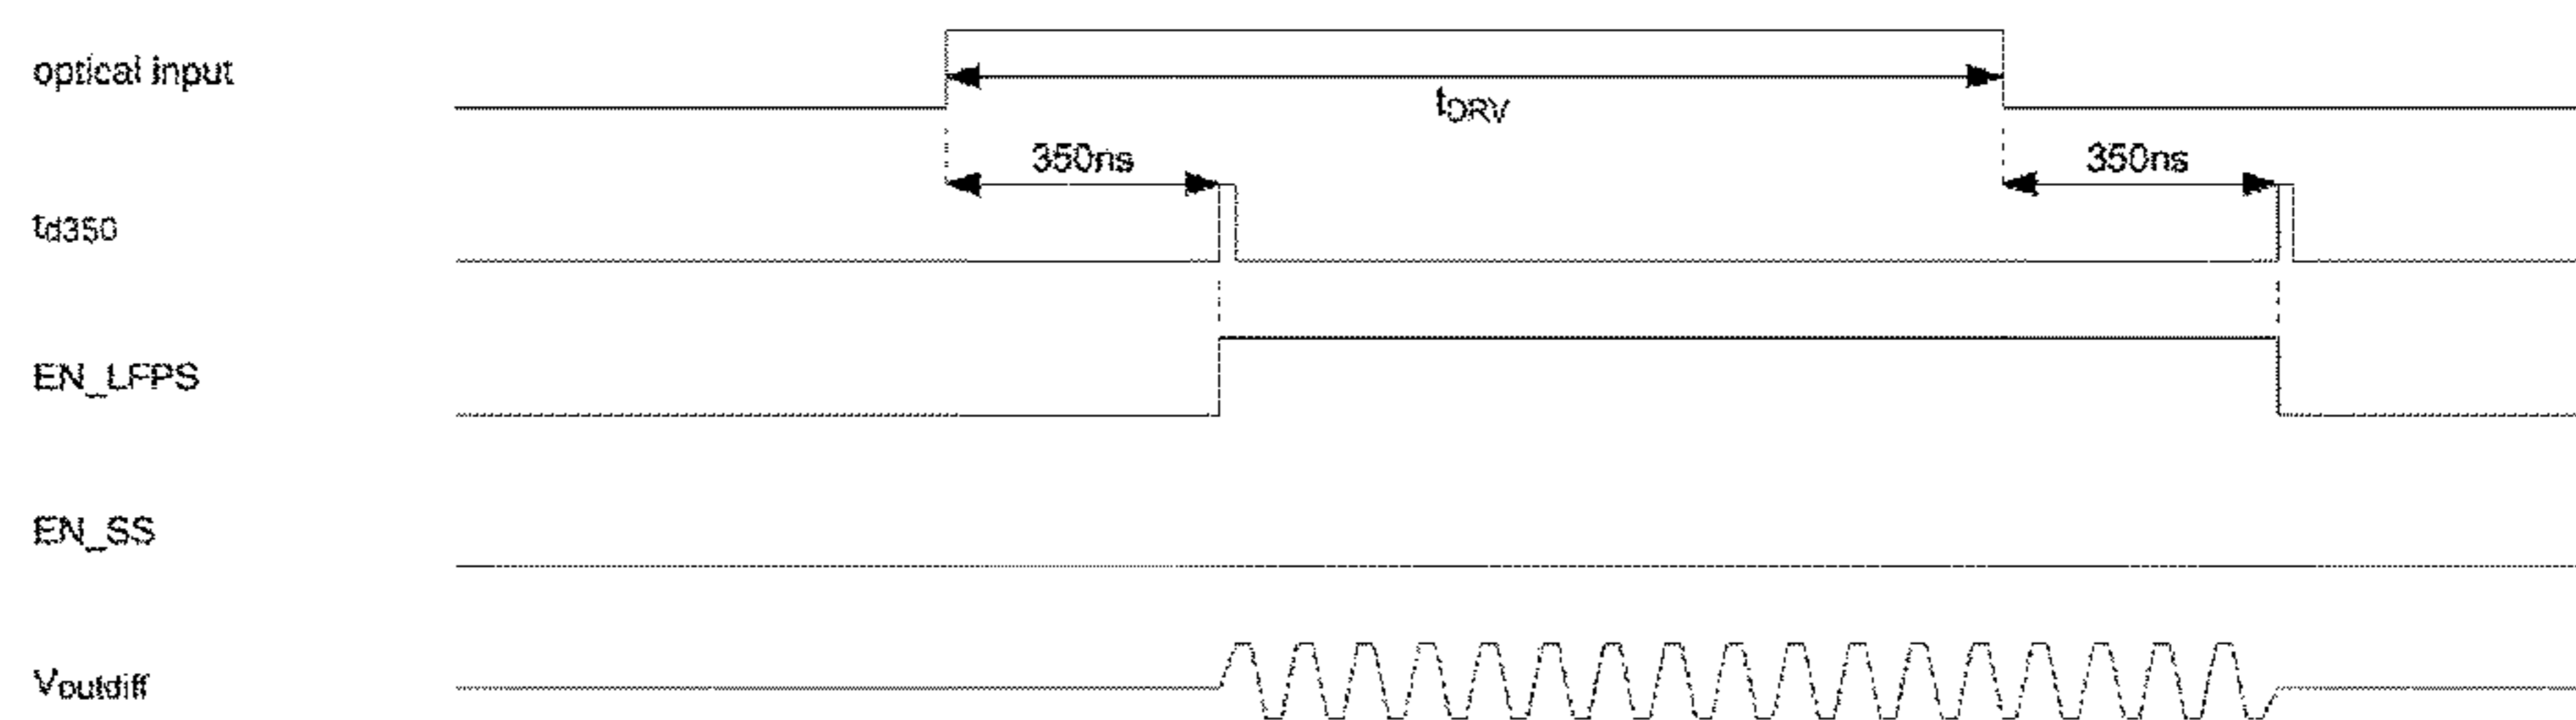 optical input
tDRV
350ns
350ns
td350
EN_LFPS
EN_SS
Voutdiff